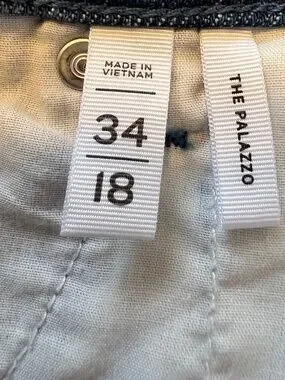 MADE IN
VIETNAM
34
18
THE PALAZZO